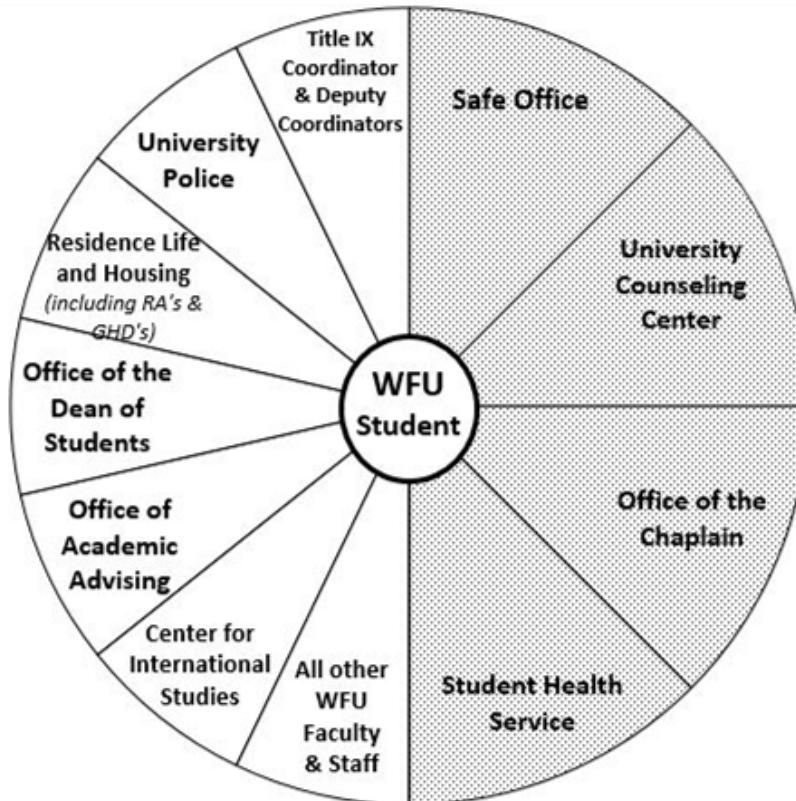 Title IX
Coordinator
& Deputy
Coordinators
Safe Office
University
Police
University
Counseling
Center
Residence Life
and Housing
(including RA's &
GHD's)
WFU
Student
Office of the
Dean of
Students
Office of the
Chaplain
Office of
Academic
Advising
Center for
International
Studies
All other
WFU
Faculty
& Staff
Student Health
Service